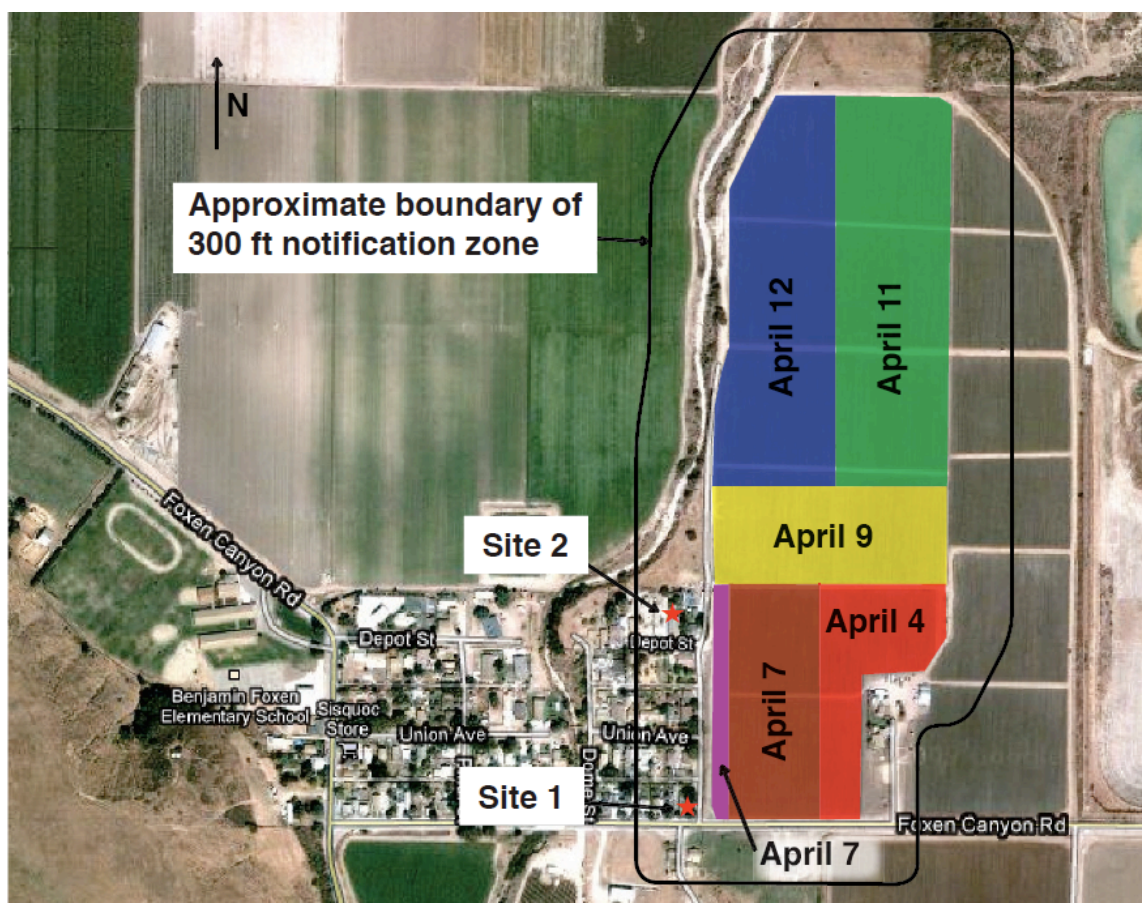 N
Approximate boundary of
300 ft notification zone
April 12
April 11
April 9
Site 2
April 4
April 7
Foxen Canyon Rd
Depot St
Depot St
Benjamin Foxen
Elementary School
Sisquoc
Store
Union Ave
Union Ave
Dome St
Site 1
Foxen Canyon Rd
April 7